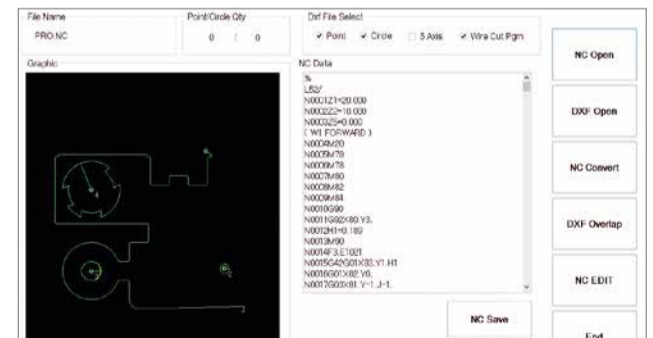 File Name
PRO.NC
Point/Circle Qty
0 / 0
Dxf File Select
Point Circle 5 Axis Wire Cut Pgm
Graphic
NC Data
%
L52/
N0001Z1=20.000
N0002Z2=10.000
N0003Z5=0.000
( W1 FORWARD )
N0004M20
N0005M78
N0006M78
N0007M80
N0008M82
N0009M84
N0010G90
N0011G92X80.Y3.
N0012H1=0.189
N0013M90
N0014F3.E1021
N0015G42G01X83.Y1.H1
N0016G01X82.Y0.
N0017G03X81.Y-1.J-1.
NC Save
NC Open
DXF Open
NC Convert
DXF Overlap
NC EDIT
End